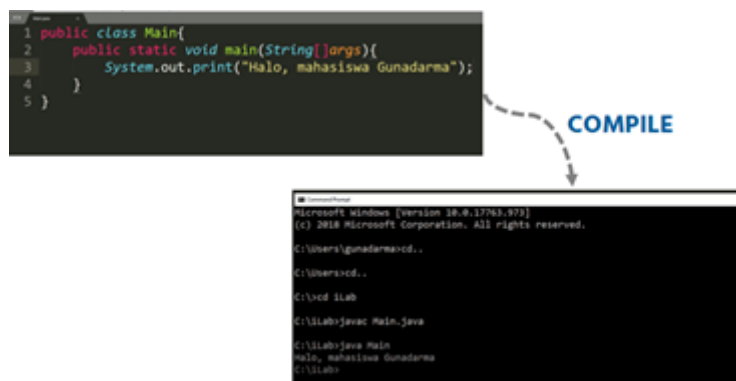 1 public class Main{
2 public static void main(String[]args){
3 System.out.print("Halo, mahasiswa Gunadarma");
4 }
5 }
COMPILE
Command Prompt
Microsoft Windows [Version 10.0.17763.973]
(c) 2018 Microsoft Corporation. All rights reserved.
C:\Users\gunadarma>cd..
C:\Users>cd..
C:\>cd iLab
C:\iLab>javac Main.java
C:\iLab>java Main
Halo, mahasiswa Gunadarma
C:\iLab>